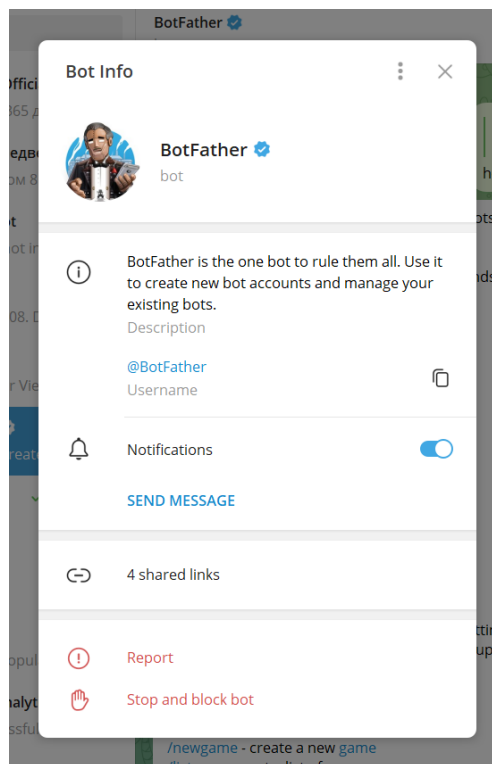 BotFather
Bot Info
BotFather
bot
BotFather is the one bot to rule them all. Use it
to create new bot accounts and manage your
existing bots.
Description
@BotFather
Username
Notifications
SEND MESSAGE
4 shared links
Report
Stop and block bot
/newgame - create a new game